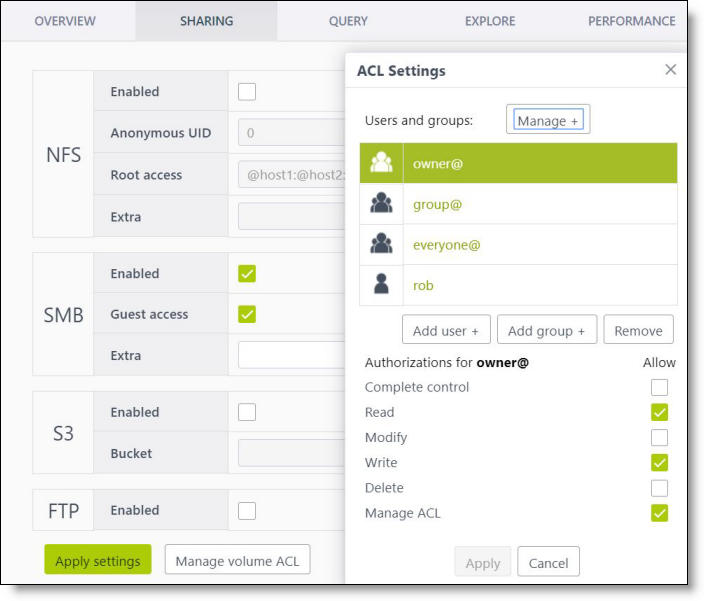 OVERVIEW SHARING QUERY EXPLORE PERFORMANCE
NFS
Enabled
Anonymous UID 0
Root access @host1:@host2:
Extra
SMB
Enabled
Guest access
Extra
S3
Enabled
Bucket
FTP
Enabled
Apply settings Manage volume ACL
ACL Settings
Users and groups: Manage +
owner@
group@
everyone@
rob
Add user + Add group + Remove
Authorizations for owner@ Allow
Complete control
Read
Modify
Write
Delete
Manage ACL
Apply Cancel